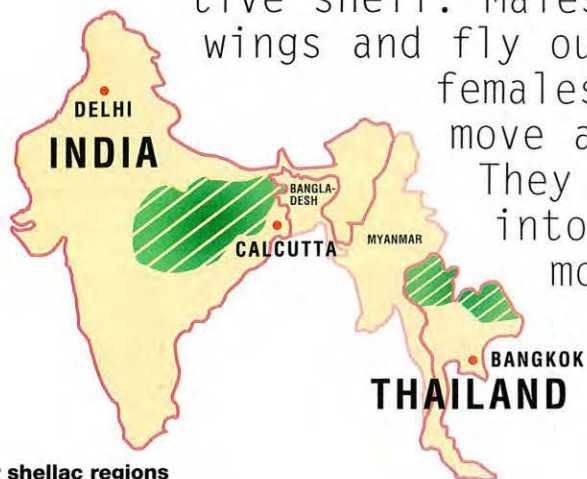 tive shell. Males
wings and fly ou
females
move a
They
into
mo
DELHI
INDIA
BANGLA-
DESH
CALCUTTA
MYANMAR
BANGKOK
THAILAND
shellac regions